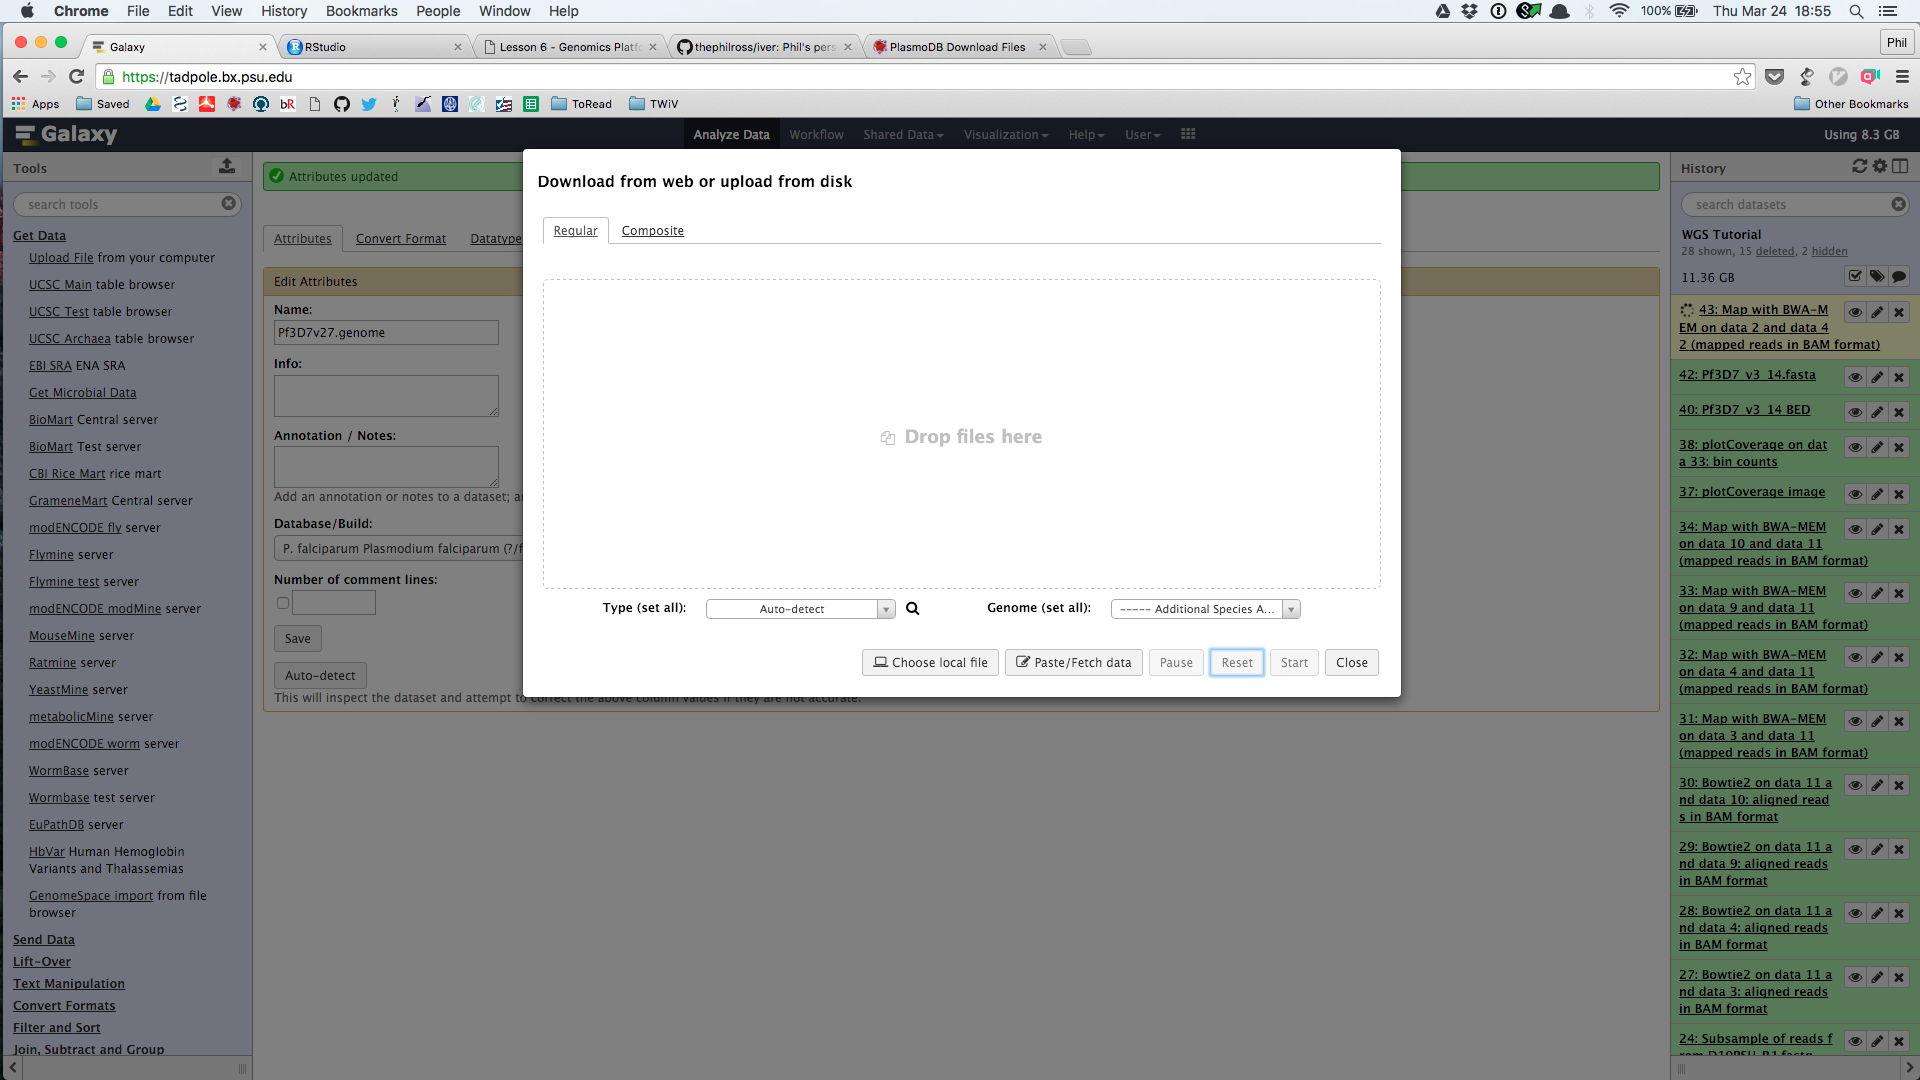 Chrome File Edit View History Bookmarks People Window Help 100% Thu Mar 24 18:55
Galaxy RStudio Lesson 6 - Genomics Platfo thephilross/iver: Phil's pers PlasmoDB Download Files Phil
https://tadpole.bx.psu.edu
Apps Saved bR ToRead TWiV Other Bookmarks
Galaxy Analyze Data Workflow Shared Data Visualization Help User Using 8.3 GB
Tools
search tools
Get Data
Upload File from your computer
UCSC Main table browser
UCSC Test table browser
UCSC Archaea table browser
EBI SRA ENA SRA
Get Microbial Data
BioMart Central server
BioMart Test server
CBI Rice Mart rice mart
GrameneMart Central server
modENCODE fly server
Flymine server
Flymine test server
modENCODE modMine server
MouseMine server
Ratmine server
YeastMine server
metabolicMine server
modENCODE worm server
WormBase server
Wormbase test server
EuPathDB server
HbVar Human Hemoglobin
Variants and Thalassemias
GenomeSpace import from file
browser
Send Data
Lift-Over
Text Manipulation
Convert Formats
Filter and Sort
Join, Subtract and Group
Attributes updated
Attributes Convert Format Datatype
Edit Attributes
Name:
Pf3D7v27.genome
Info:
Annotation / Notes:
Add an annotation or notes to a dataset; a
Database/Build:
P. falciparum Plasmodium falciparum (?/f
Number of comment lines:
Save
Auto-detect
This will inspect the dataset and attempt to correct the above column values if they are not accurate.
Download from web or upload from disk
Regular Composite
Drop files here
Type (set all): Auto-detect Genome (set all): ----- Additional Species A...
Choose local file Paste/Fetch data Pause Reset Start Close
History
search datasets
WGS Tutorial
28 shown, 15 deleted, 2 hidden
11.36 GB
43: Map with BWA-M
EM on data 2 and data 4
2 (mapped reads in BAM format)
42: Pf3D7_v3_14.fasta
40: Pf3D7_v3_14 BED
38: plotCoverage on dat
a 33: bin counts
37: plotCoverage image
34: Map with BWA-MEM
on data 10 and data 11
(mapped reads in BAM format)
33: Map with BWA-MEM
on data 9 and data 11
(mapped reads in BAM format)
32: Map with BWA-MEM
on data 4 and data 11
(mapped reads in BAM format)
31: Map with BWA-MEM
on data 3 and data 11
(mapped reads in BAM format)
30: Bowtie2 on data 11 a
nd data 10: aligned read
s in BAM format
29: Bowtie2 on data 11 a
nd data 9: aligned reads
in BAM format
28: Bowtie2 on data 11 a
nd data 4: aligned reads
in BAM format
27: Bowtie2 on data 11 a
nd data 3: aligned reads
in BAM format
24: Subsample of reads f